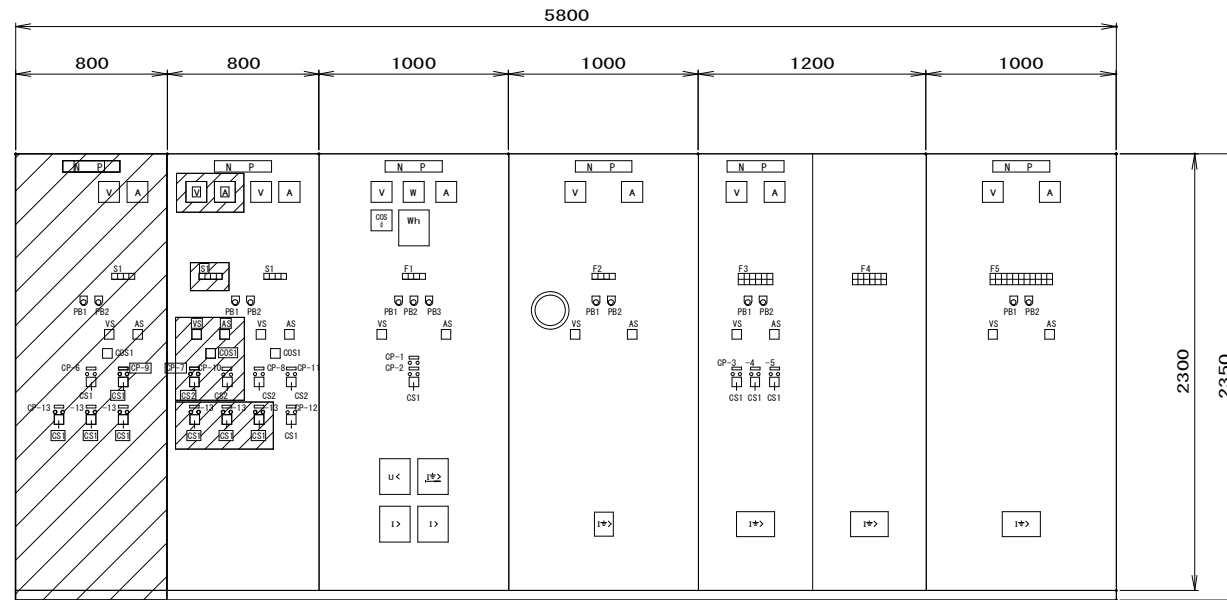 5800
800 800 1000 1000 1200 1000
N P N P N P N P N P N P
V A V A V A V W A V A V A V A
COS φ Wh
S1 S1 S1 F1 F2 F3 F4 F5
PB1 PB2 PB1 PB2 PB1 PB2 PB3 PB1 PB2 PB1 PB2 PB1 PB2
VS AS VS AS VS AS VS AS VS AS VS AS VS AS
COS1 COS1 COS1
CP-1
CP-6 CP-9 CP-7 CP-10 CP-8 CP-11 CP-2 CP-3 -4 -5
CS1 CS1 CS2 CS2 CS2 CS2 CS1 CS1 CS1 CS1
CP-13 -13 -13 -13 -13 -13 CP-12
CS1 CS1 CS1 CS1 CS1 CS1 CS1
U< I⏚>
I> I> I⏚> I⏚> I⏚> I⏚>
2300
2350